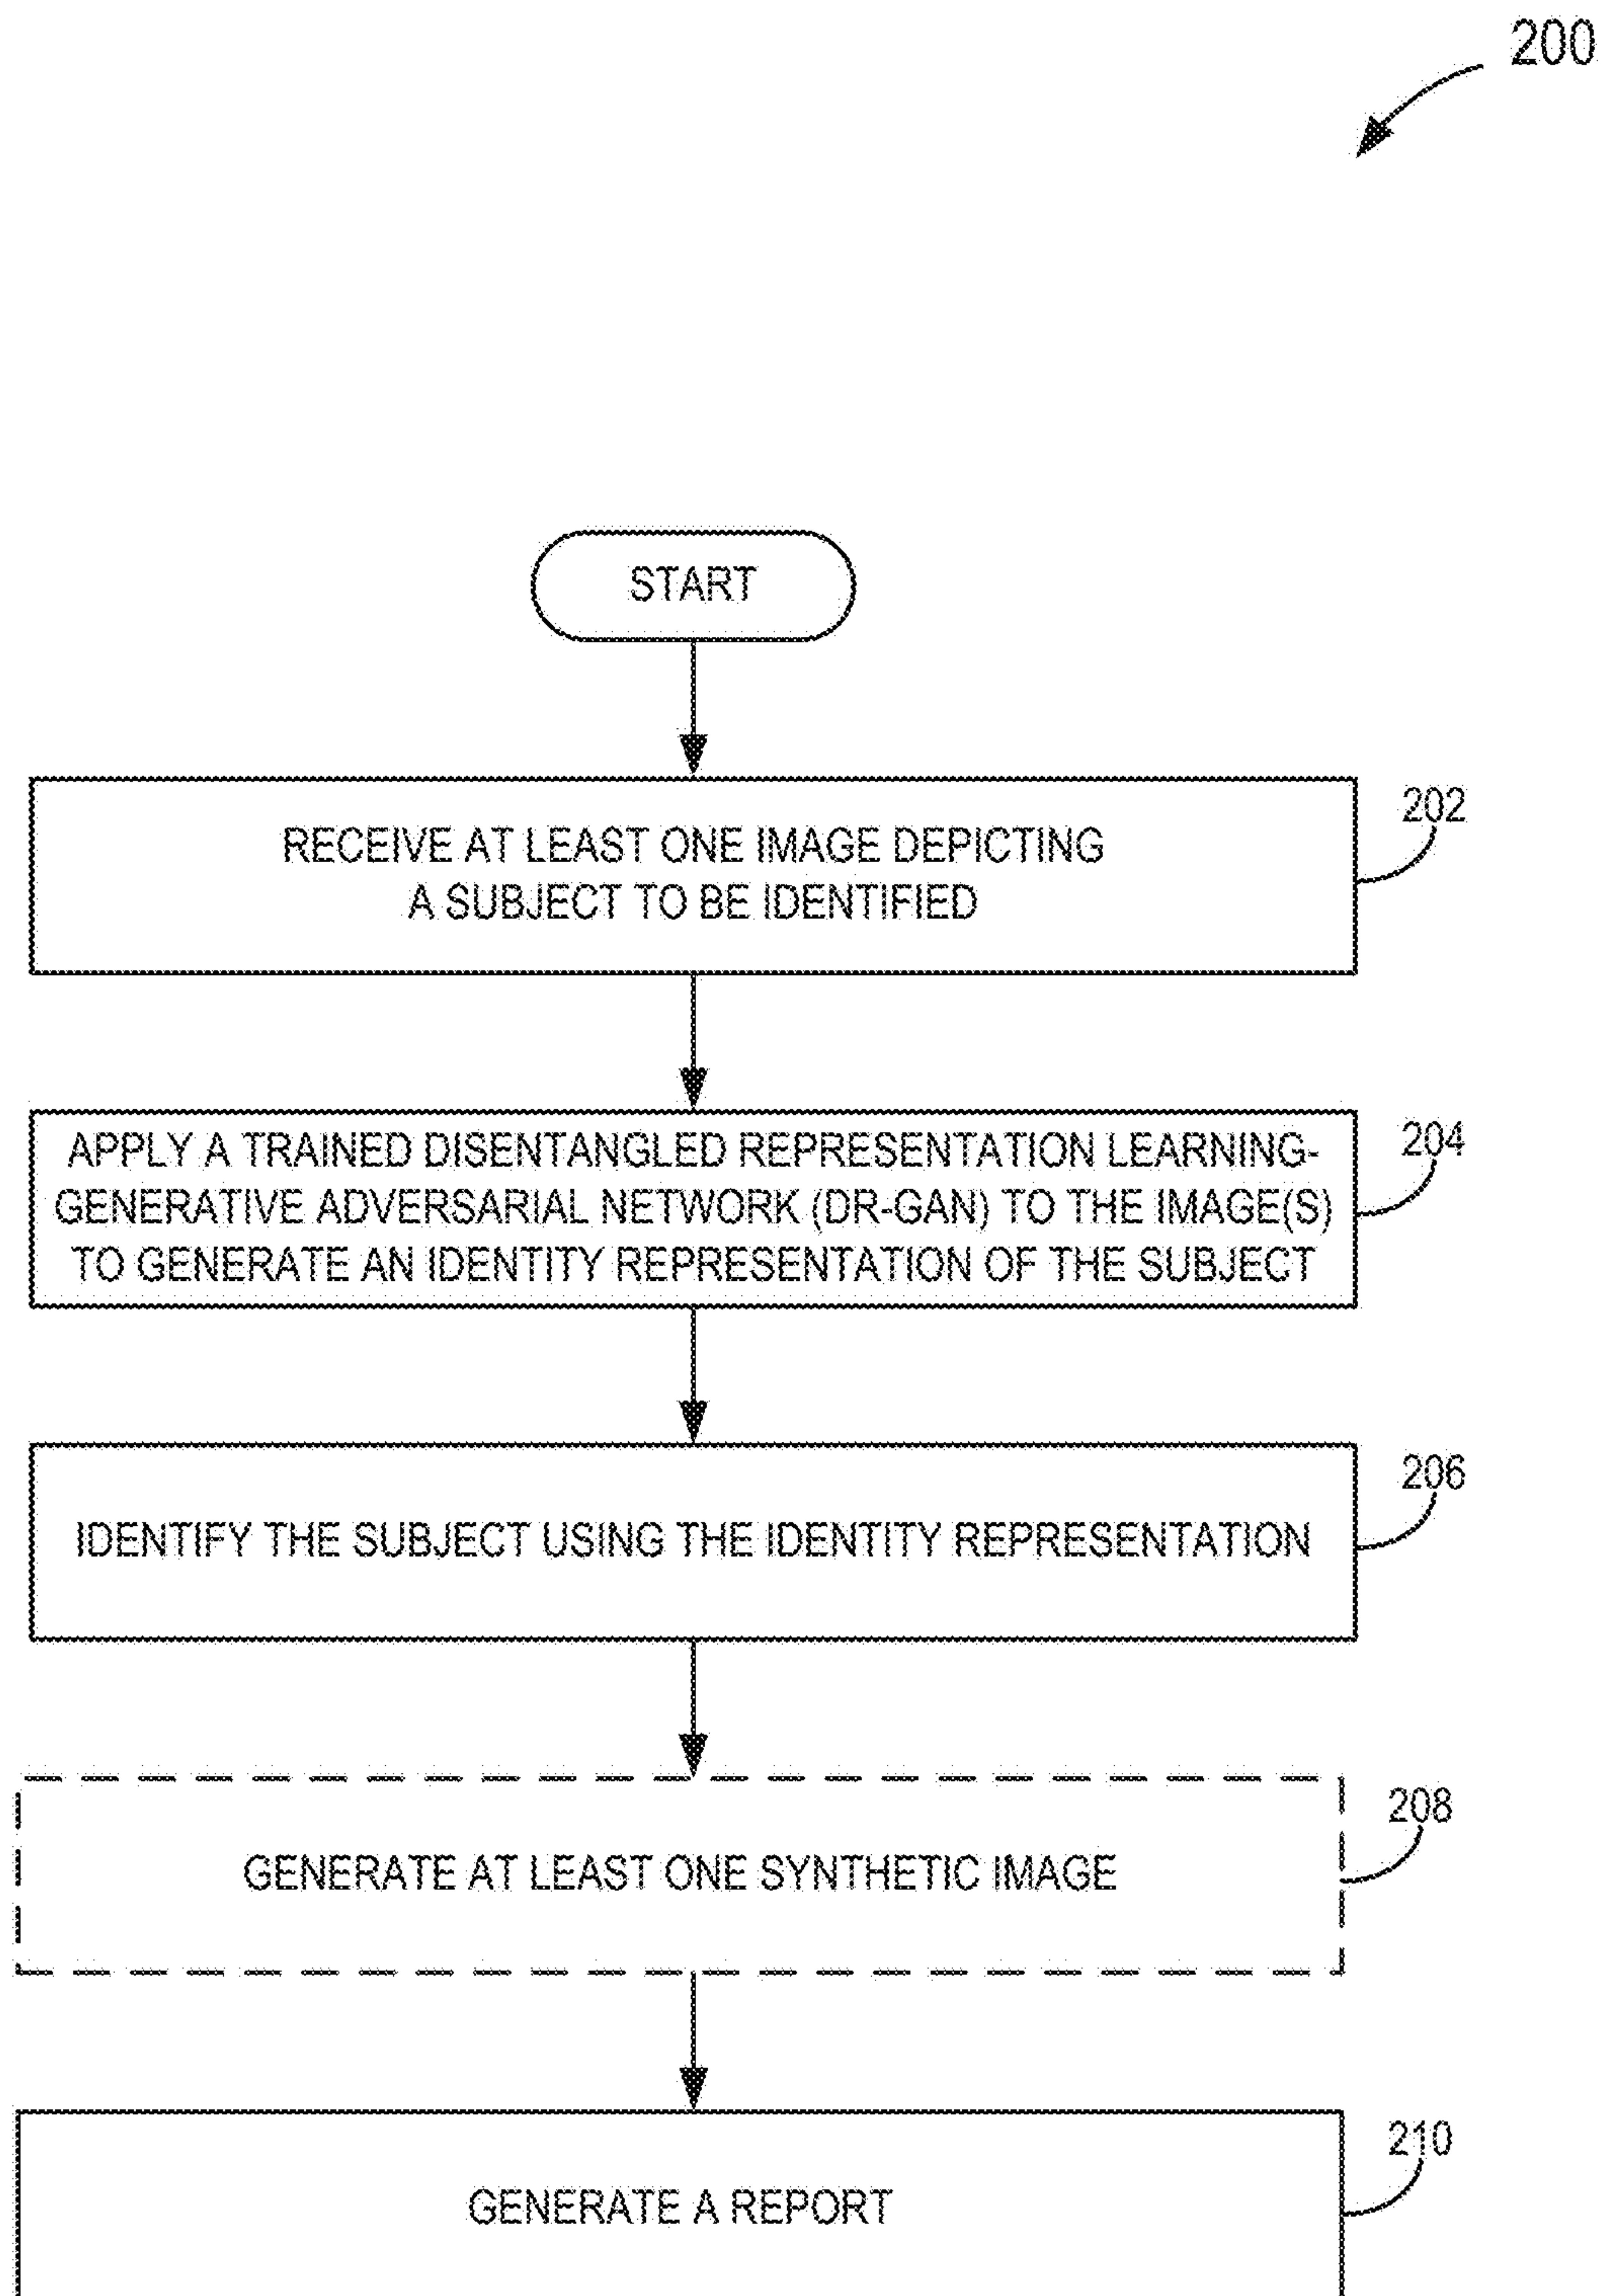 200
START
RECEIVE AT LEAST ONE IMAGE DEPICTING
A SUBJECT TO BE IDENTIFIED
202
APPLY A TRAINED DISENTANGLED REPRESENTATION LEARNING-
GENERATIVE ADVERSARIAL NETWORK (DR-GAN) TO THE IMAGE(S)
TO GENERATE AN IDENTITY REPRESENTATION OF THE SUBJECT
204
IDENTIFY THE SUBJECT USING THE IDENTITY REPRESENTATION
206
GENERATE AT LEAST ONE SYNTHETIC IMAGE
208
GENERATE A REPORT
210